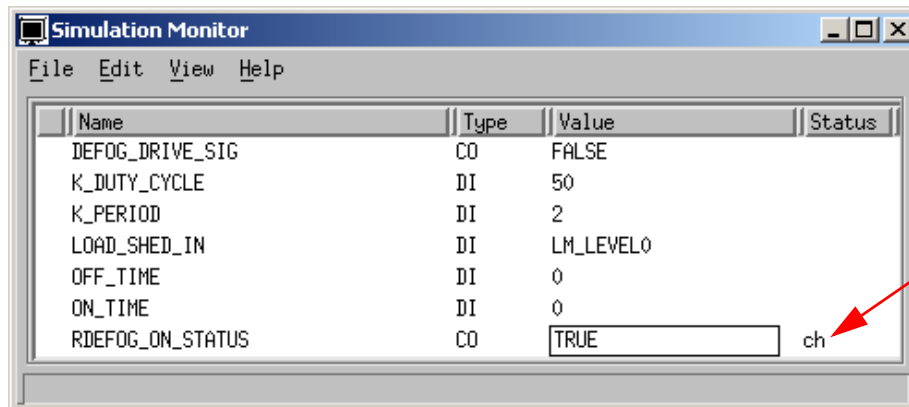 Simulation Monitor
File Edit View Help
Name Type Value Status
DEFOG_DRIVE_SIG CO FALSE
K_DUTY_CYCLE DI 50
K_PERIOD DI 2
LOAD_SHED_IN DI LM_LEVEL0
OFF_TIME DI 0
ON_TIME DI 0
RDEFOG_ON_STATUS CO TRUE ch